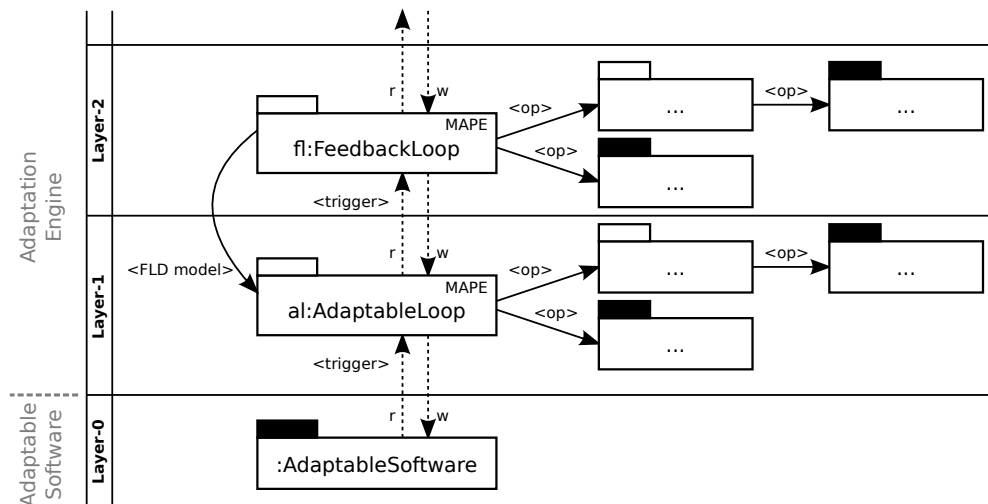 Adaptation
Engine
Adaptable
Software
Layer-2
r
w
MAPE
fl:FeedbackLoop
<op>
...
<op>
...
<op>
...
<trigger>
<FLD model>
Layer-1
r
w
MAPE
al:AdaptableLoop
<op>
...
<op>
...
<op>
...
<trigger>
Layer-0
r
w
:AdaptableSoftware